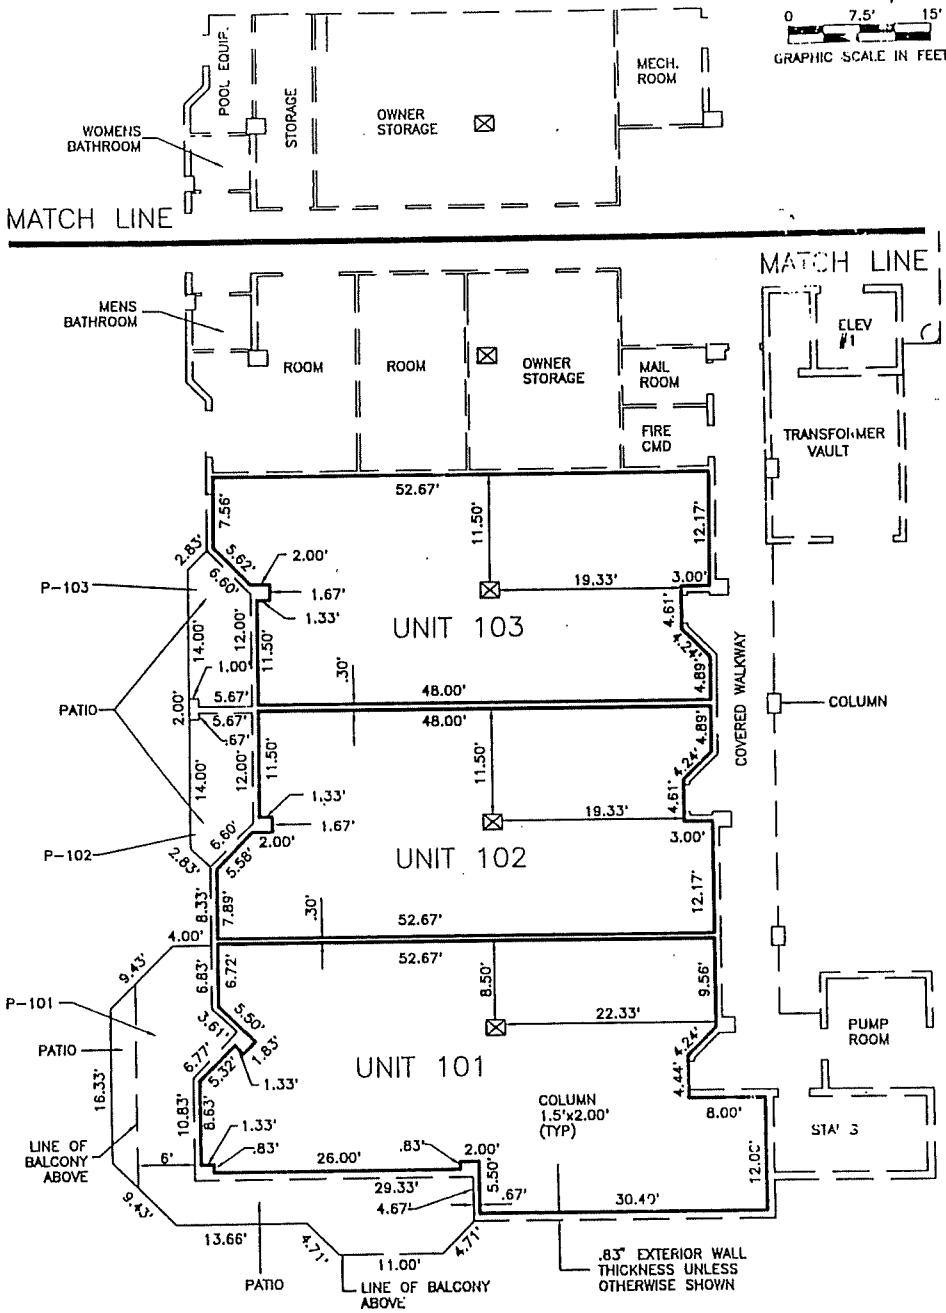 0 7.5' 15'
GRAPHIC SCALE IN FEET
POOL EQUIP.
STORAGE
OWNER
STORAGE
MECH.
ROOM
WOMENS
BATHROOM
MATCH LINE
MATCH LINE
MENS
BATHROOM
ROOM
ROOM
OWNER
STORAGE
MAIL
ROOM
FIRE
CMD
ELEV
#1
TRANSFORMER
VAULT
52.67'
7.56'
11.50'
12.17'
2.83'
5.62'
6.60'
2.00'
1.67'
1.33'
P-103
19.33'
3.00'
4.61'
4.24'
4.89'
14.00'
12.00'
11.50'
UNIT 103
.30'
1.00'
5.67'
48.00'
PATIO
2.00'
5.67'
.67'
48.00'
COVERED WALKWAY
COLUMN
4.89'
4.24'
4.61'
14.00'
12.00'
11.50'
11.50'
1.33'
1.67'
2.00'
19.33'
3.00'
P-102
6.60'
5.58'
2.83'
UNIT 102
12.17'
8.33'
7.89'
.30'
52.67'
4.00'
52.67'
9.43'
6.83'
6.72'
8.50'
9.56'
P-101
5.50'
3.61'
1.83'
22.33'
4.24'
PATIO
6.77'
5.32'
1.33'
UNIT 101
4.44'
PUMP
ROOM
16.33'
10.83'
8.63'
COLUMN
1.5'x2.00'
(TYP)
8.00'
LINE OF
BALCONY
ABOVE
6'
1.33'
.83'
.83'
2.00'
26.00'
5.50'
12.00'
29.33'
4.67'
.67'
30.49'
9.43'
13.66'
4.71'
11.00'
4.71'
PATIO
LINE OF BALCONY
ABOVE
.83" EXTERIOR WALL
THICKNESS UNLESS
OTHERWISE SHOWN